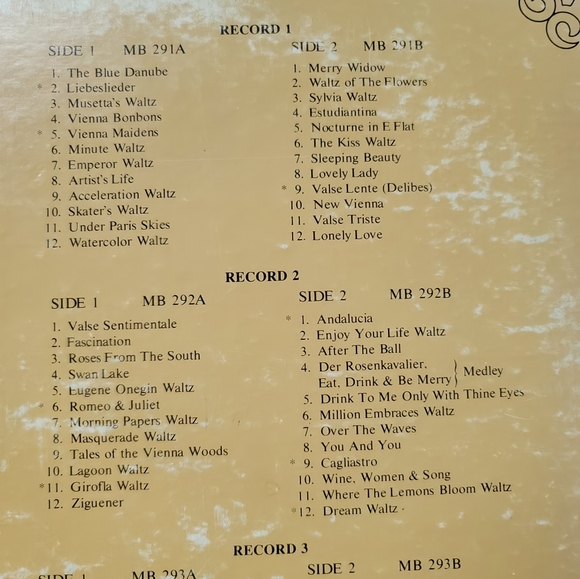 RECORD 1
SIDE 1 MB 291A
1. The Blue Danube
* 2. Liebeslieder
3. Musetta's Waltz
4. Vienna Bonbons
* 5. Vienna Maidens
6. Minute Waltz
7. Emperor Waltz
8. Artist's Life
9. Acceleration Waltz
10. Skater's Waltz
11. Under Paris Skies
12. Watercolor Waltz
SIDE 2 MB 291B
1. Merry Widow
2. Waltz of The Flowers
3. Sylvia Waltz
4. Estudiantina
5. Nocturne in E Flat
6. The Kiss Waltz
7. Sleeping Beauty
8. Lovely Lady
* 9. Valse Lente (Delibes)
10. New Vienna
11. Valse Triste
12. Lonely Love
RECORD 2
SIDE 1 MB 292A
1. Valse Sentimentale
2. Fascination
3. Roses From The South
4. Swan Lake
5. Eugene Onegin Waltz
* 6. Romeo & Juliet
7. Morning Papers Waltz
8. Masquerade Waltz
9. Tales of the Vienna Woods
10. Lagoon Waltz
* 11. Girofla Waltz
12. Ziguener
SIDE 2 MB 292B
* 1. Andalucia
2. Enjoy Your Life Waltz
3. After The Ball
4. Der Rosenkavalier,
Eat, Drink & Be Merry } Medley
5. Drink To Me Only With Thine Eyes
6. Million Embraces Waltz
7. Over The Waves
8. You And You
* 9. Cagliastro
10. Wine, Women & Song
11. Where The Lemons Bloom Waltz
* 12. Dream Waltz
RECORD 3
SIDE 1 MB 293A
SIDE 2 MB 293B